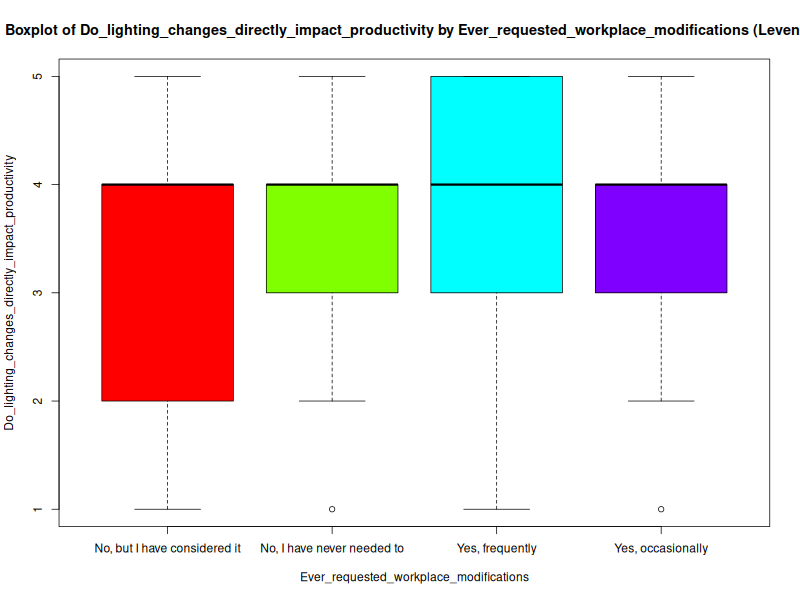 Boxplot of Do_lighting_changes_directly_impact_productivity by Ever_requested_workplace_modifications (Leven
Do_lighting_changes_directly_impact_productivity
5
4
3
2
1
No, but I have considered it
No, I have never needed to
Yes, frequently
Yes, occasionally
Ever_requested_workplace_modifications